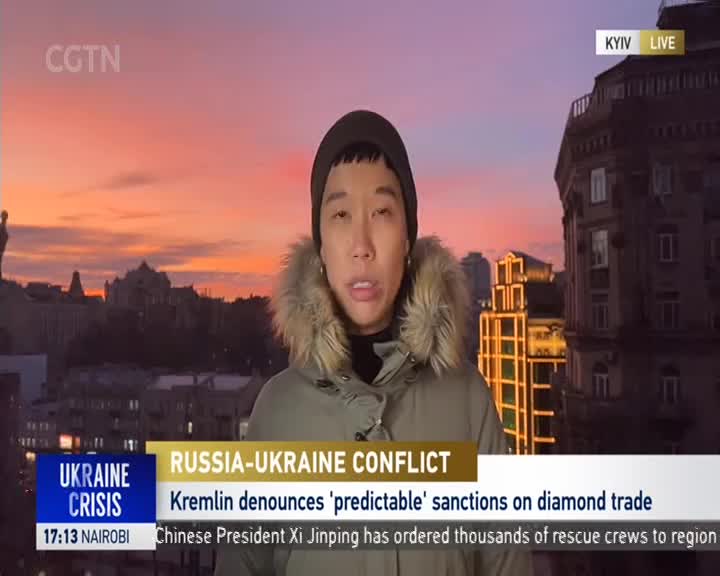 CGTN
KYIV LIVE
RUSSIA-UKRAINE CONFLICT
UKRAINE
CRISIS
Kremlin denounces 'predictable' sanctions on diamond trade
17:13 NAIROBI
Chinese President Xi Jinping has ordered thousands of rescue crews to region